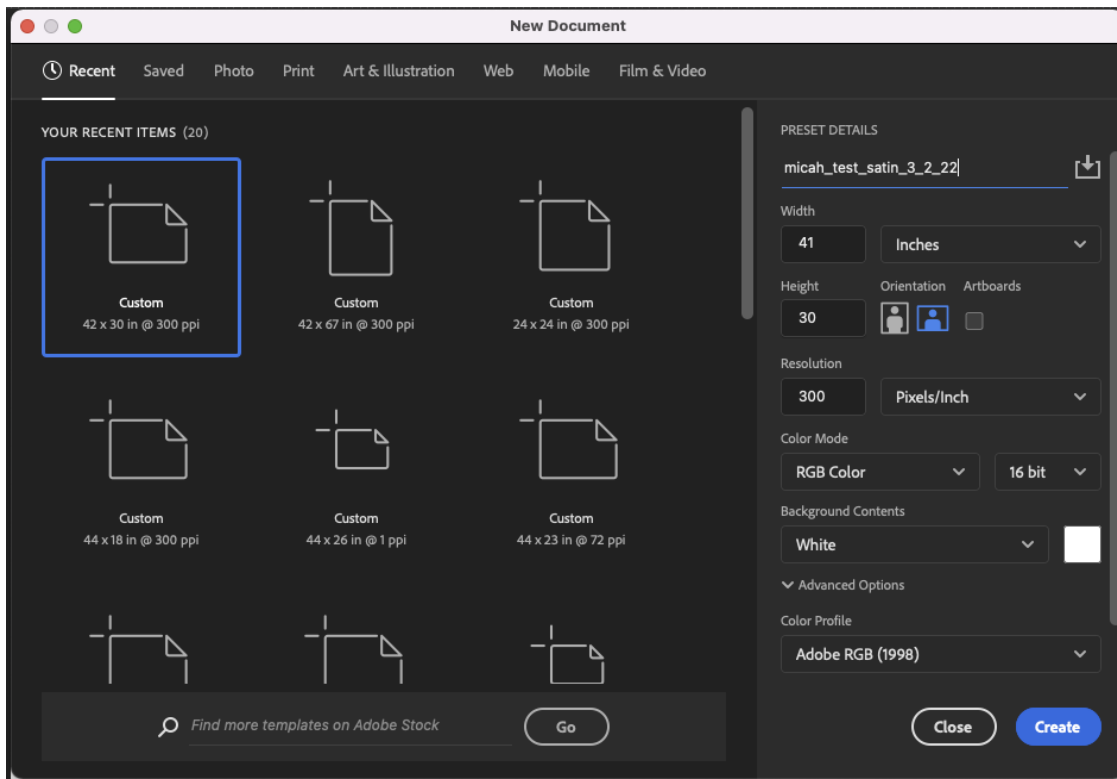 New Document
Recent Saved Photo Print Art & Illustration Web Mobile Film & Video
YOUR RECENT ITEMS (20)
Custom
42 x 30 in @ 300 ppi
Custom
42 x 67 in @ 300 ppi
Custom
24 x 24 in @ 300 ppi
Custom
44 x 18 in @ 300 ppi
Custom
44 x 26 in @ 1 ppi
Custom
44 x 23 in @ 72 ppi
Find more templates on Adobe Stock
Go
PRESET DETAILS
micah_test_satin_3_2_22
Width
41 Inches
Height Orientation Artboards
30
Resolution
300 Pixels/Inch
Color Mode
RGB Color 16 bit
Background Contents
White
Advanced Options
Color Profile
Adobe RGB (1998)
Close Create